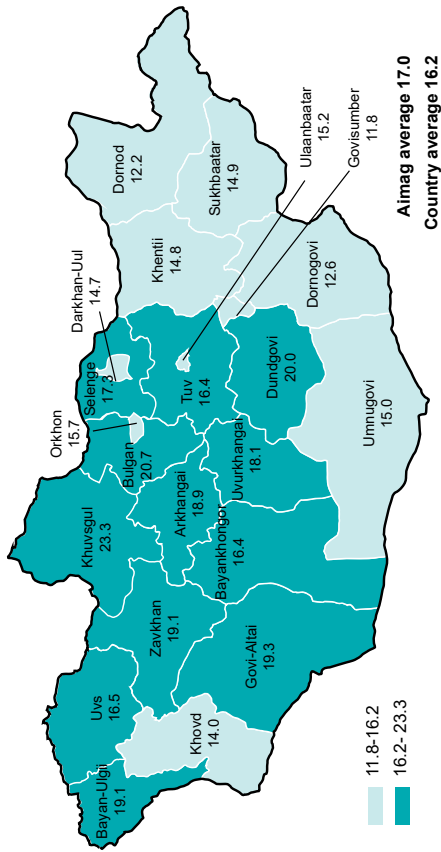 Bayan-Ulgii
19.1
Uvs
16.5
Khovd
14.0
Zavkhan
19.1
Govi-Altai
19.3
Khuvsgul
23.3
Arkhangai
18.9
Bayankhongor
16.4
Orkhon
15.7
Bulgan
20.7
Uvurkhangai
18.1
Selenge
17.3
Darkhan-Uul
14.7
Tuv
16.4
Dundgovi
20.0
Umnugovi
15.0
Khentii
14.8
Dornod
12.2
Sukhbaatar
14.9
Dornogovi
12.6
Ulaanbaatar
15.2
Govisumber
11.8
11.8-16.2
16.2- 23.3
Aimag average 17.0
Country average 16.2